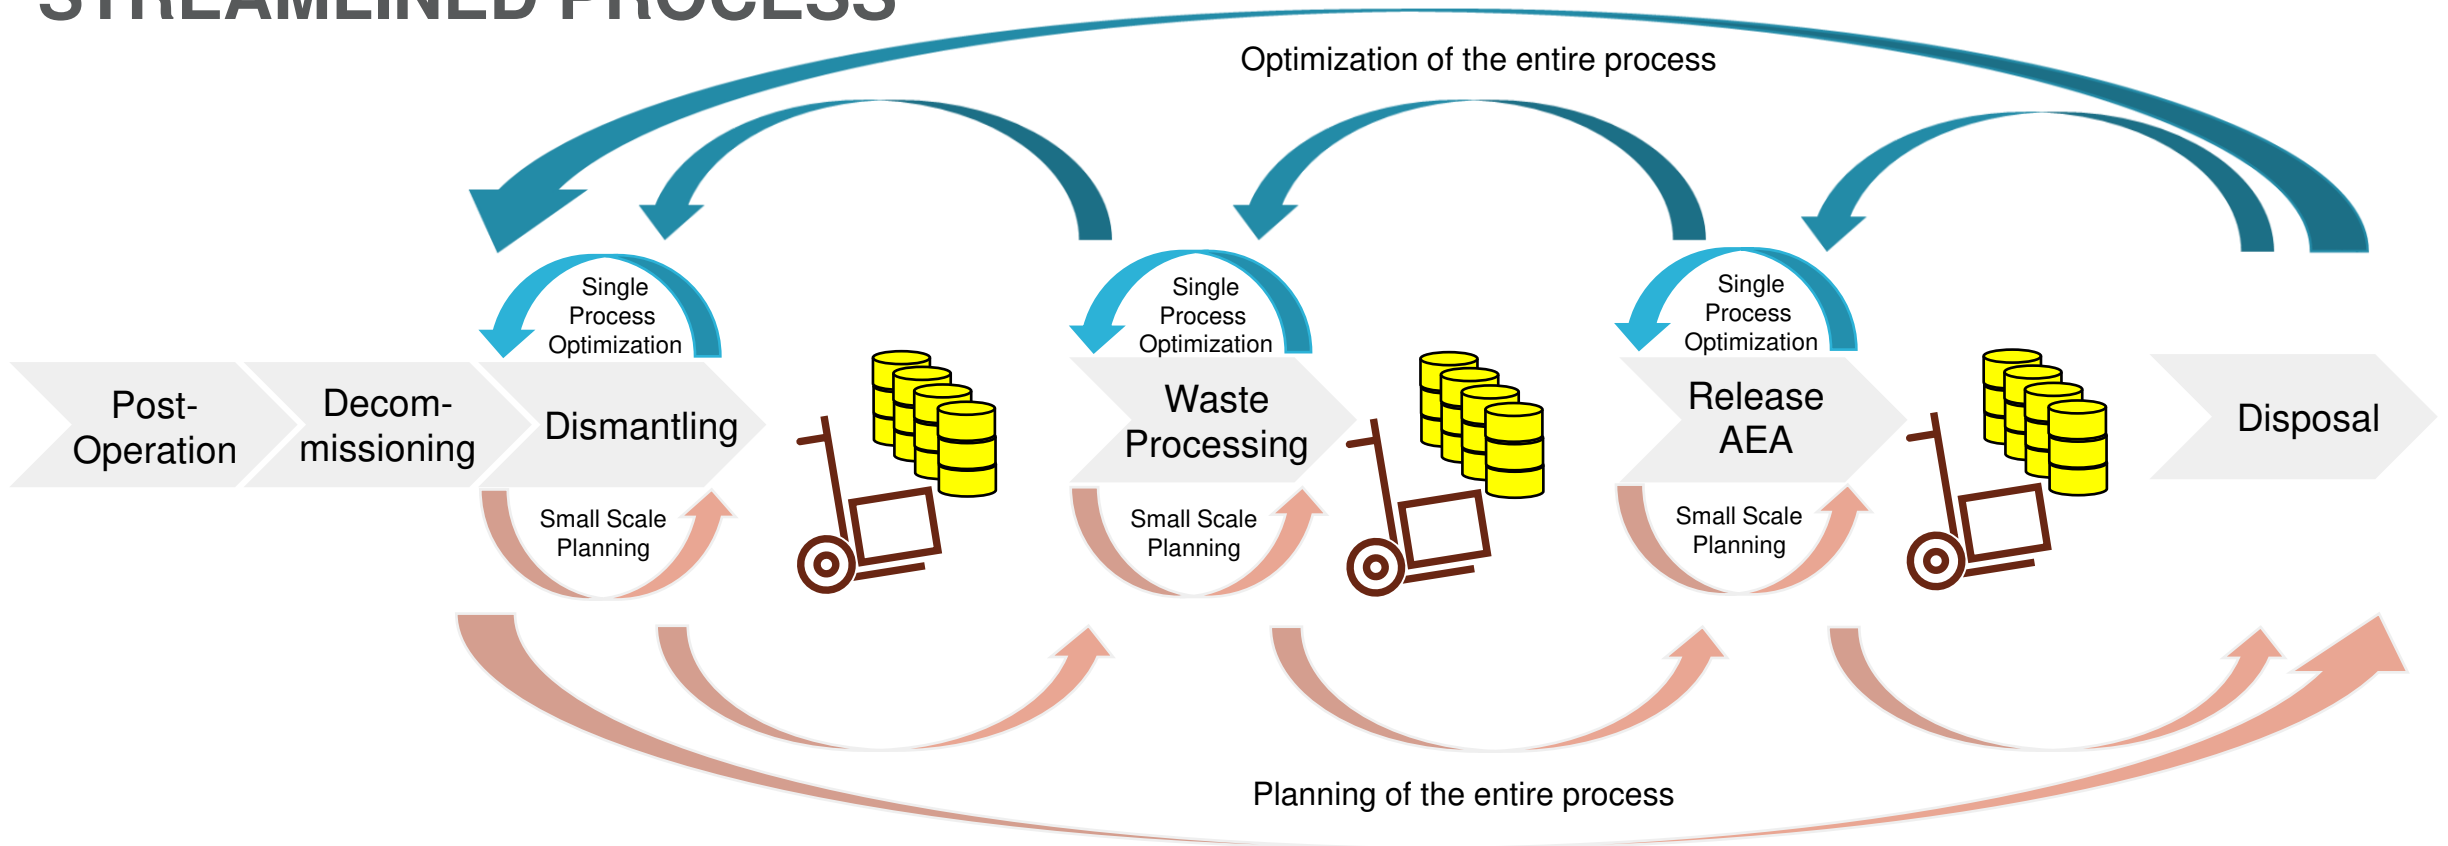 STREAMLINED PROCESS
Optimization of the entire process
Single
Process
Optimization
Single
Process
Optimization
Single
Process
Optimization
Post-
Operation
Decom-
missioning
Dismantling
Waste
Processing
Release
AEA
Disposal
Small Scale
Planning
Small Scale
Planning
Small Scale
Planning
Planning of the entire process